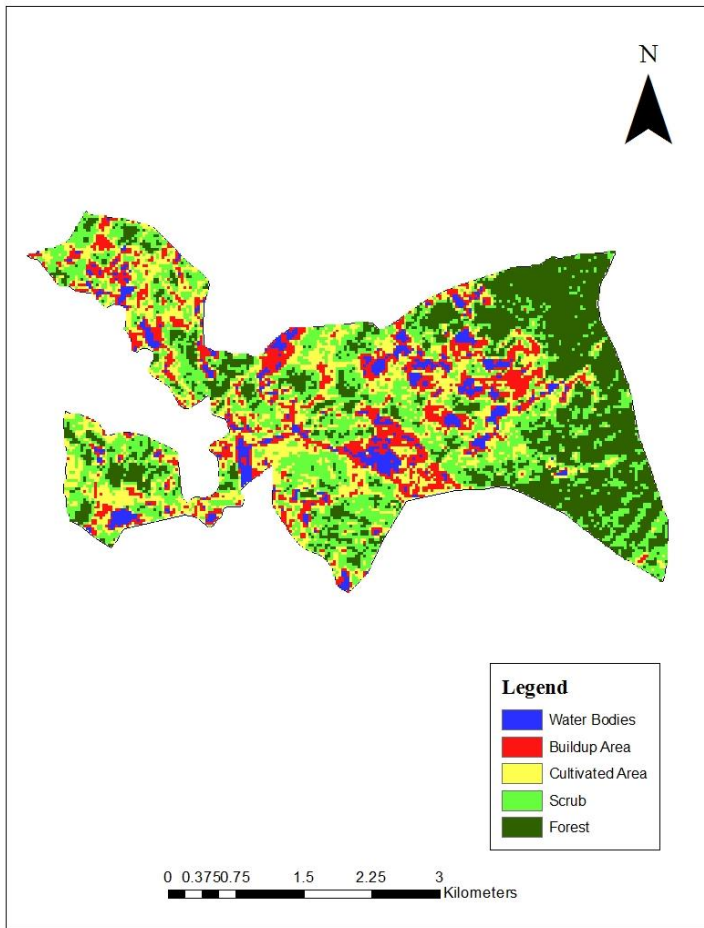 N
Legend
Water Bodies
Buildup Area
Cultivated Area
Scrub
Forest
0 0.3750.75 1.5 2.25 3
Kilometers